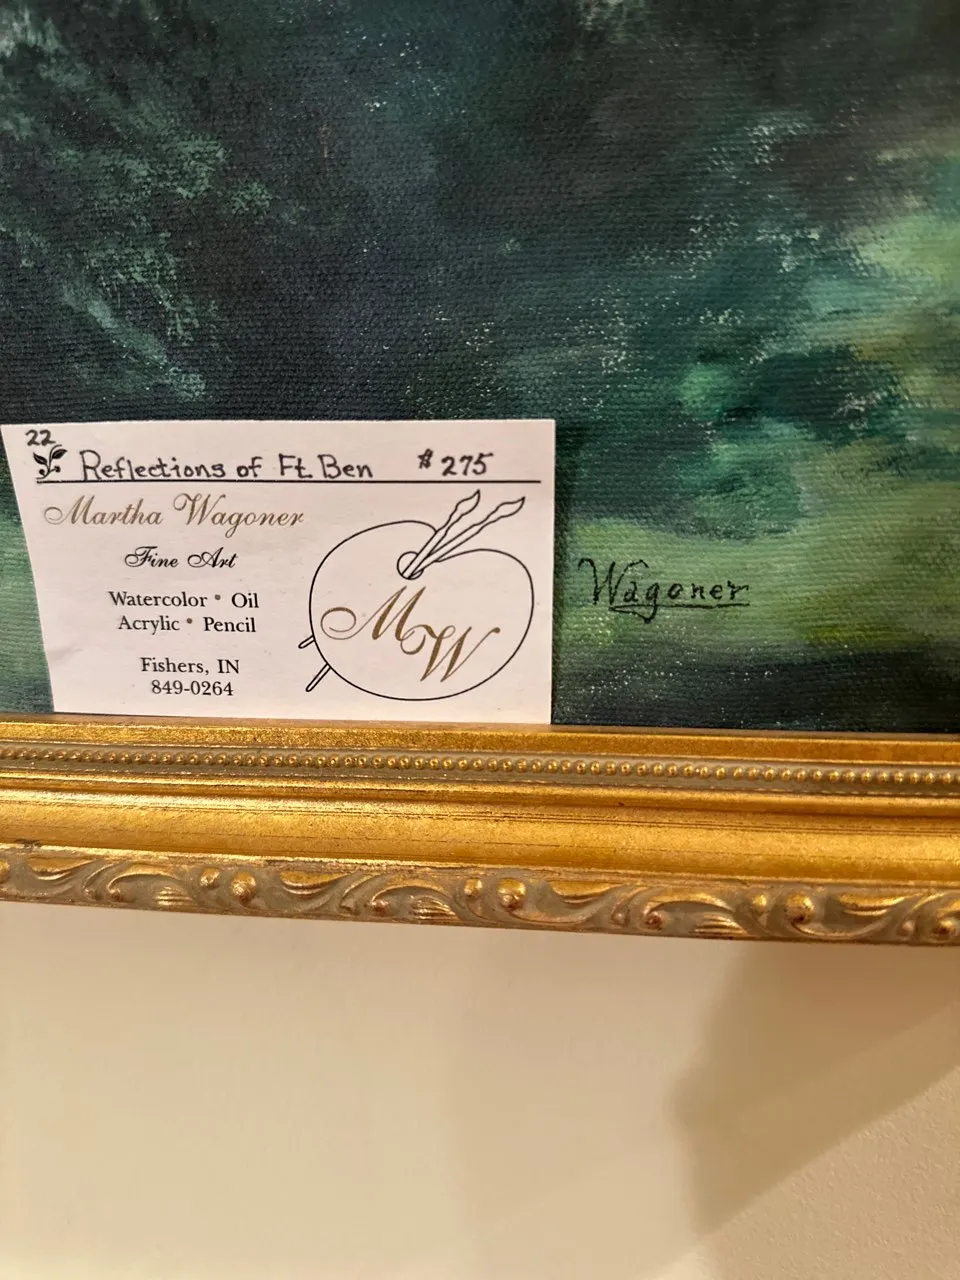 22
Reflections of Ft. Ben $275
Martha Wagoner
Fine Art
Watercolor • Oil
Acrylic • Pencil
Fishers, IN
849-0264
MW
Wagoner